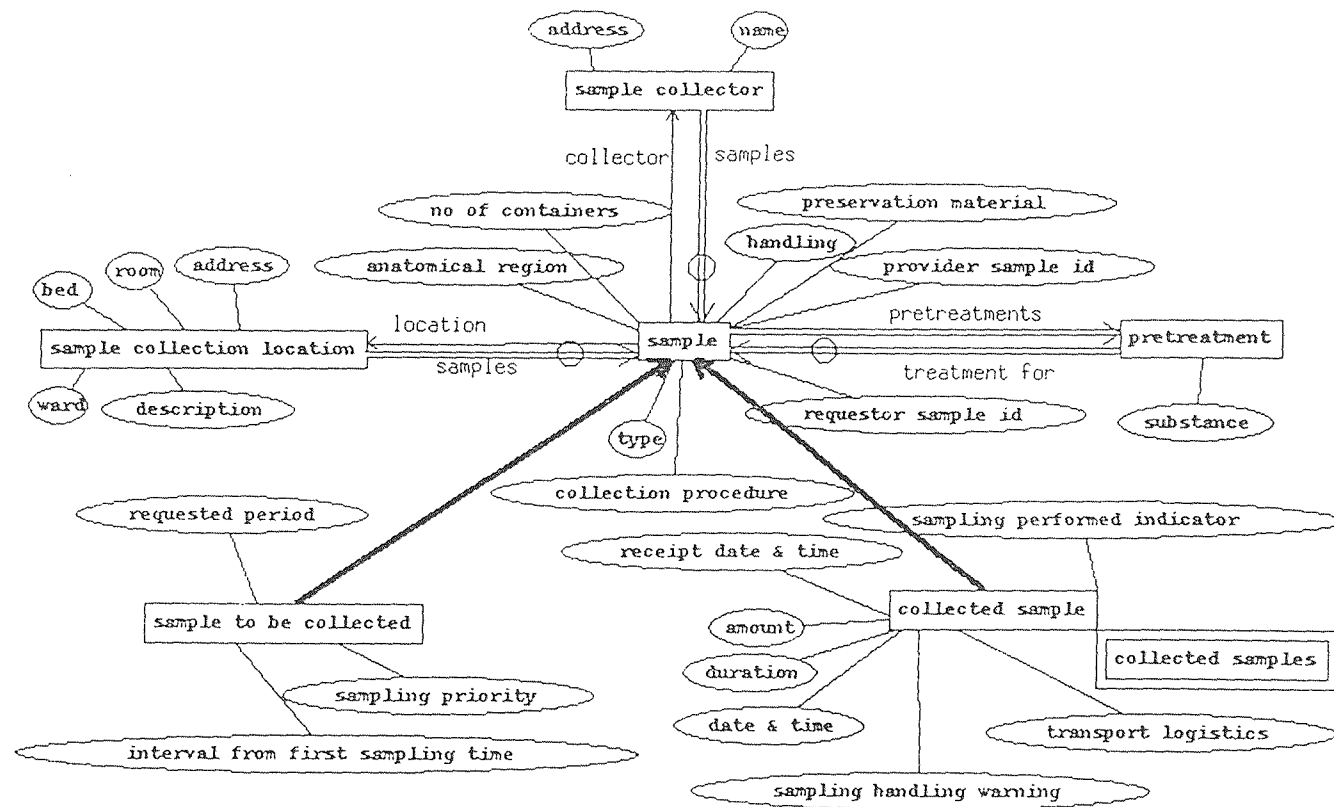 address
name
sample collector
collector
samples
no of containers
preservation material
handling
anatomical region
provider sample id
bed
room
address
location
pretreatments
sample collection location
sample
pretreatment
samples
treatment for
ward
description
type
requestor sample id
substance
collection procedure
requested period
sampling performed indicator
receipt date & time
sample to be collected
collected sample
amount
collected samples
duration
sampling priority
date & time
transport logistics
interval from first sampling time
sampling handling warning